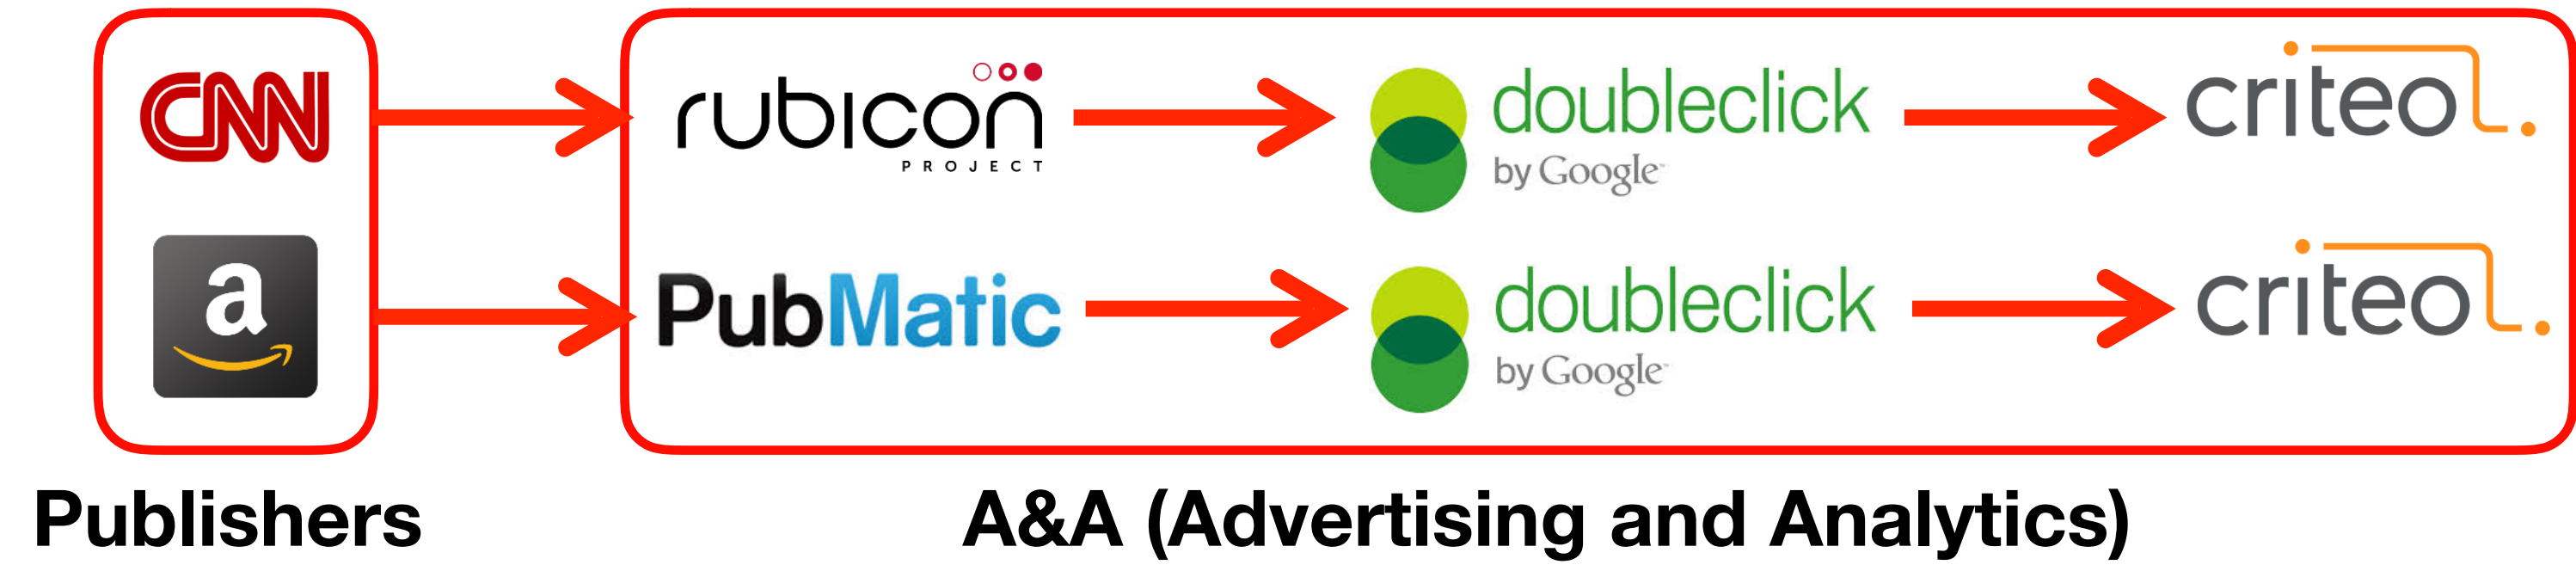 CNN
rubicon
PROJECT
doubleclick
by Google
criteo
a
PubMatic
doubleclick
by Google
criteo
Publishers
A&A (Advertising and Analytics)